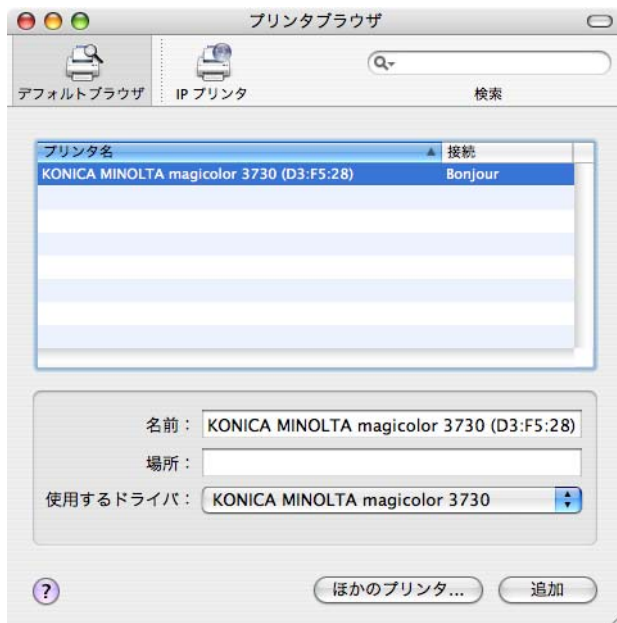 プリンタブラウザ
デフォルトブラウザ
IP プリンタ
検索
プリンタ名 接続
KONICA MINOLTA magicolor 3730 (D3:F5:28) Bonjour
名前： KONICA MINOLTA magicolor 3730 (D3:F5:28)
場所：
使用するドライバ： KONICA MINOLTA magicolor 3730
? ほかのプリンタ... 追加